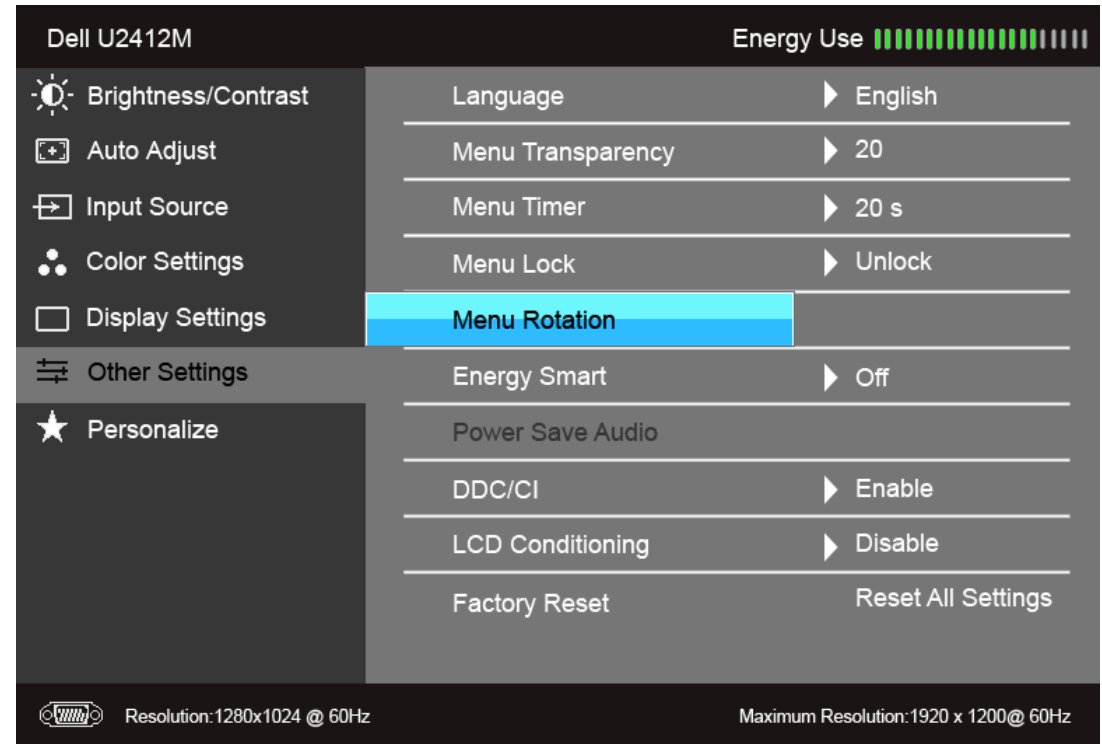 Dell U2412M Energy Use
Brightness/Contrast Language English
Auto Adjust Menu Transparency 20
Input Source Menu Timer 20 s
Color Settings Menu Lock Unlock
Display Settings Menu Rotation
Other Settings Energy Smart Off
Personalize Power Save Audio
DDC/CI Enable
LCD Conditioning Disable
Factory Reset Reset All Settings
Resolution:1280x1024 @ 60Hz Maximum Resolution:1920 x 1200@ 60Hz